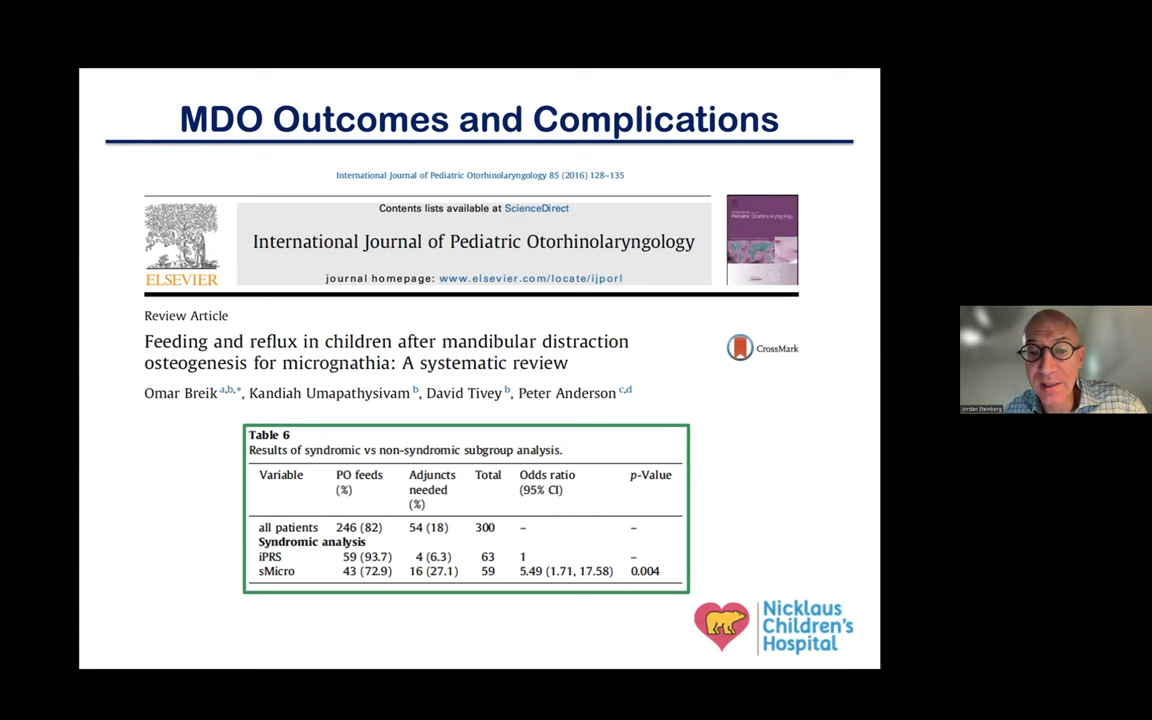 MDO Outcomes and Complications
International Journal of Pediatric Otorhinolaryngology 85 (2016) 128–135
Contents lists available at ScienceDirect
International Journal of Pediatric Otorhinolaryngology
journal homepage: www.elsevier.com/locate/ijporl
ELSEVIER
Pediatric Otorhinolaryngology
Review Article
Feeding and reflux in children after mandibular distraction
osteogenesis for micrognathia: A systematic review
CrossMark
Omar Breik a,b,*, Kandiah Umapathysivam b, David Tivey b, Peter Anderson c,d
Table 6
Results of syndromic vs non-syndromic subgroup analysis.
Variable PO feeds (%) Adjuncts needed (%) Total Odds ratio (95% CI) p-Value
all patients 246 (82) 54 (18) 300 – –
Syndromic analysis
iPRS 59 (93.7) 4 (6.3) 63 1 –
sMicro 43 (72.9) 16 (27.1) 59 5.49 (1.71, 17.58) 0.004
Nicklaus
Children's
Hospital
Jordan Steinberg